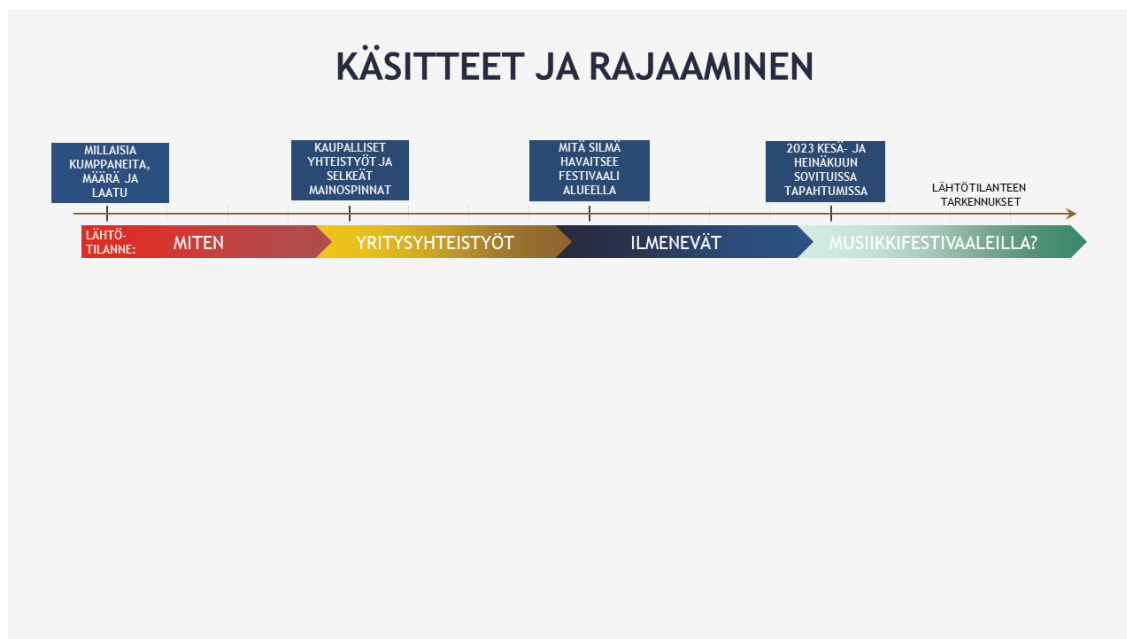 KÄSITTEET JA RAJAAMINEN
MILLAISIA
KUMPPANEITA,
MÄÄRÄ JA
LAATU
KAUPALLISET
YHTEISTYÖT JA
SELKEÄT
MAINOSPINNAT
MITÄ SILMÄ
HAVAITSEE
FESTIVAALI
ALUEELLA
2023 KESÄ- JA
HEINÄKUUN
SOVITUISSA
TAPAHTUMISSA
LÄHTÖTILANTEEN
TARKENNUKSET
LÄHTÖ-
TILANNE:
MITEN
YRITYSYHTEISTYÖT
ILMENEVÄT
MUSIIKKIFESTIVAALEILLA?